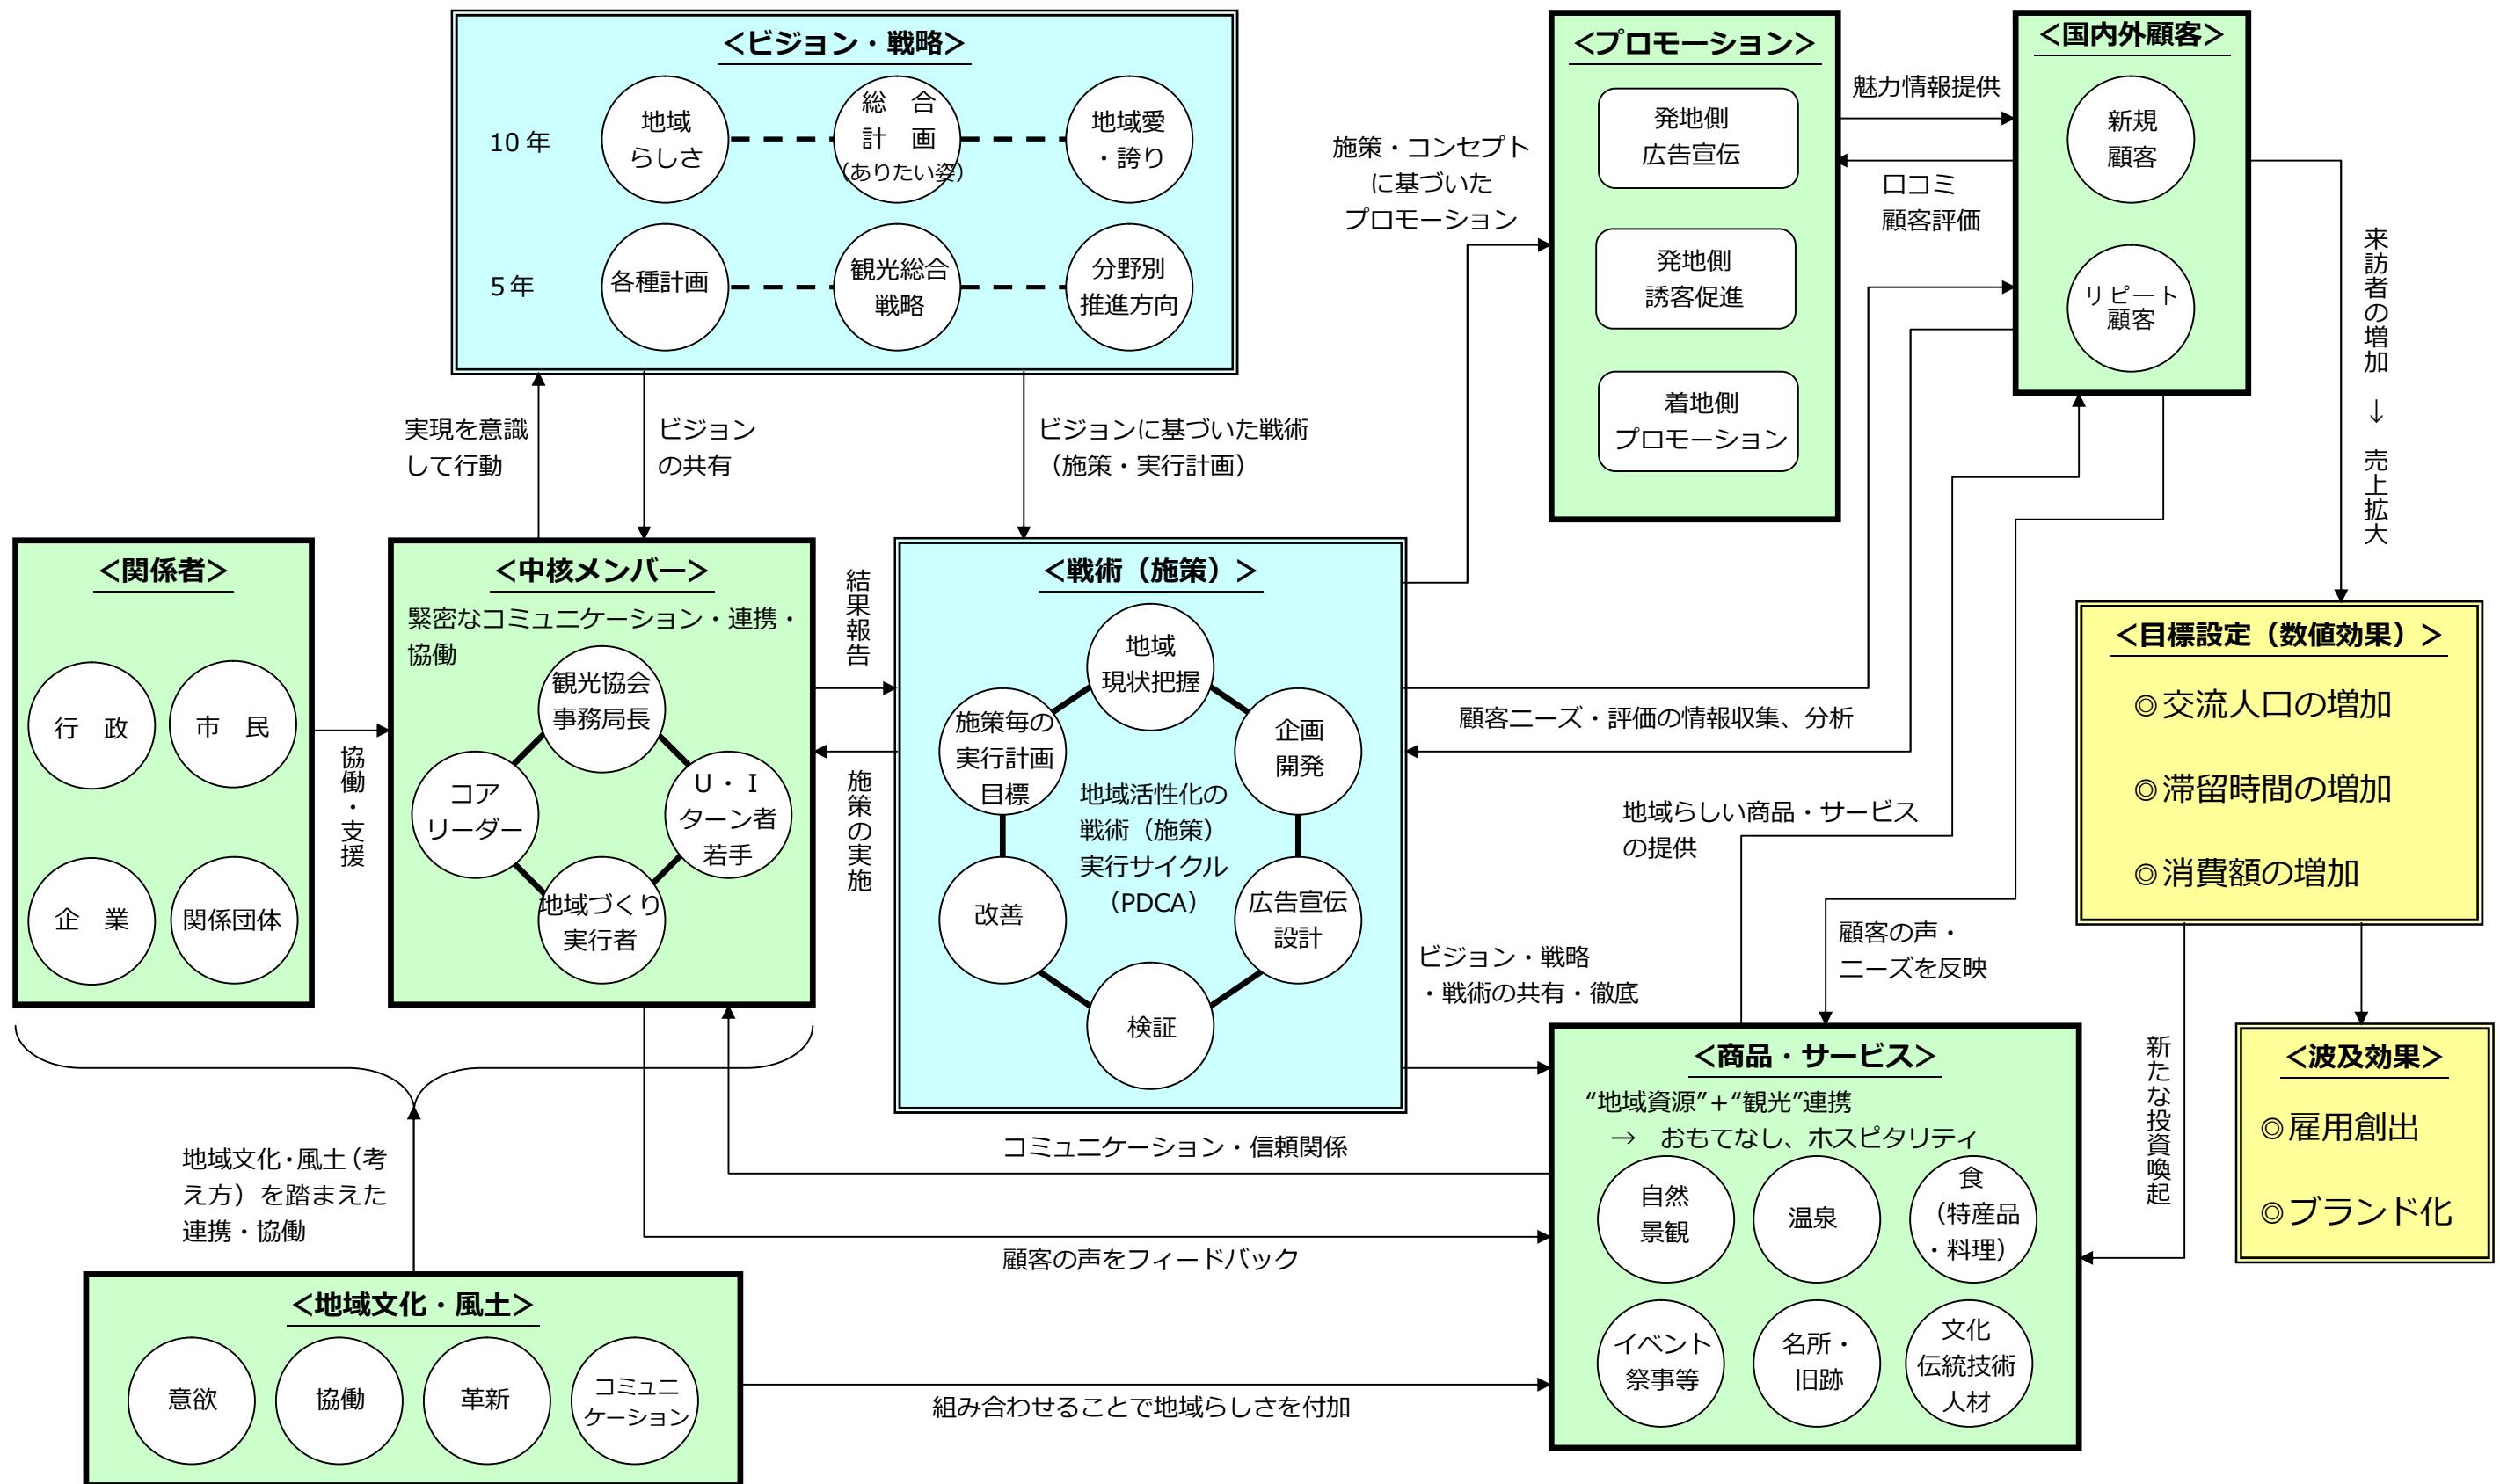 ＜ビジョン・戦略＞
10 年
地域
らしさ
総　合
計　画
（ありたい姿）
地域愛
・誇り
5 年
各種計画
観光総合
戦略
分野別
推進方向
＜プロモーション＞
発地側
広告宣伝
発地側
誘客促進
着地側
プロモーション
＜国内外顧客＞
新規
顧客
リピート
顧客
魅力情報提供
口コミ
顧客評価
施策・コンセプト
に基づいた
プロモーション
来訪者の増加　→　売上拡大
実現を意識
して行動
ビジョン
の共有
ビジョンに基づいた戦術
（施策・実行計画）
＜関係者＞
行　政
市　民
企　業
関係団体
協働・支援
＜中核メンバー＞
緊密なコミュニケーション・連携・
協働
観光協会
事務局長
コア
リーダー
Ｕ・Ｉ
ターン者
若手
地域づくり
実行者
結果報告
施策の実施
＜戦術（施策）＞
地域
現状把握
施策毎の
実行計画
目標
企画
開発
地域活性化の
戦術（施策）
実行サイクル
（PDCA）
改善
広告宣伝
設計
検証
顧客ニーズ・評価の情報収集、分析
地域らしい商品・サービス
の提供
顧客の声・
ニーズを反映
ビジョン・戦略
・戦術の共有・徹底
＜目標設定（数値効果）＞
◎交流人口の増加
◎滞留時間の増加
◎消費額の増加
新たな投資喚起
＜波及効果＞
◎雇用創出
◎ブランド化
＜商品・サービス＞
“地域資源”＋“観光”連携
→　おもてなし、ホスピタリティ
自然
景観
温泉
食
（特産品
・料理）
イベント
祭事等
名所・
旧跡
文化
伝統技術
人材
コミュニケーション・信頼関係
顧客の声をフィードバック
地域文化・風土（考
え方）を踏まえた
連携・協働
＜地域文化・風土＞
意欲
協働
革新
コミュニ
ケーション
組み合わせることで地域らしさを付加